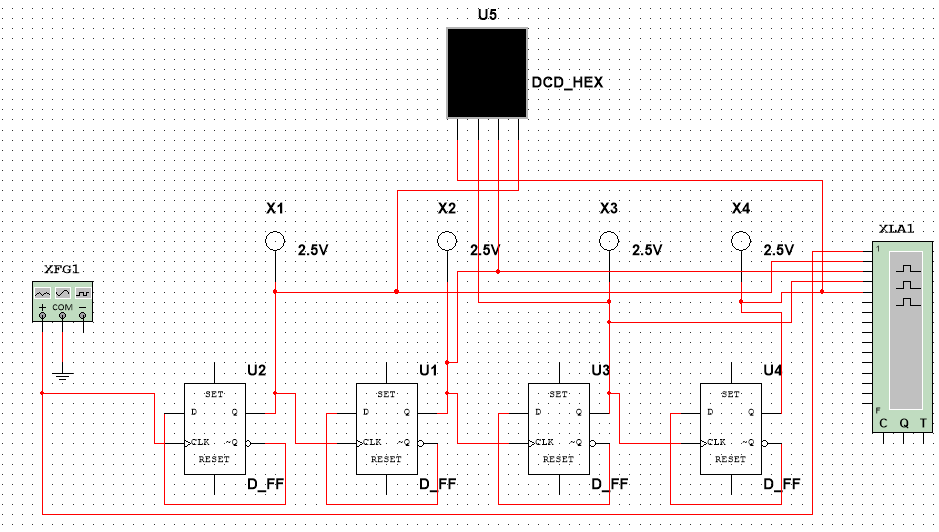 U5
DCD_HEX
X1
2.5V
X2
2.5V
X3
2.5V
X4
2.5V
XLA1
1
F
C Q T
XFG1
+ COM −
U2
SET
D Q
CLK ~Q
RESET
D_FF
U1
SET
D Q
CLK ~Q
RESET
D_FF
U3
SET
D Q
CLK ~Q
RESET
D_FF
U4
SET
D Q
CLK ~Q
RESET
D_FF